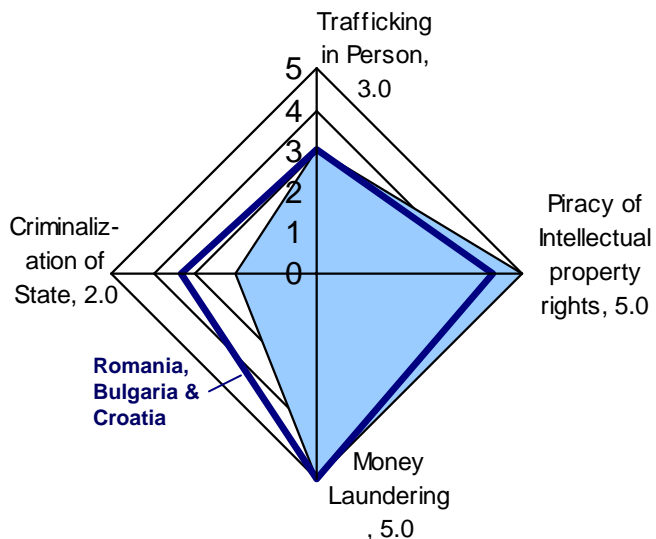 Trafficking
in Person,
3.0
5
4
3
2
1
0
Criminaliz-
ation of
State, 2.0
Piracy of
Intellectual
property
rights, 5.0
Romania,
Bulgaria &
Croatia
Money
Laundering
, 5.0